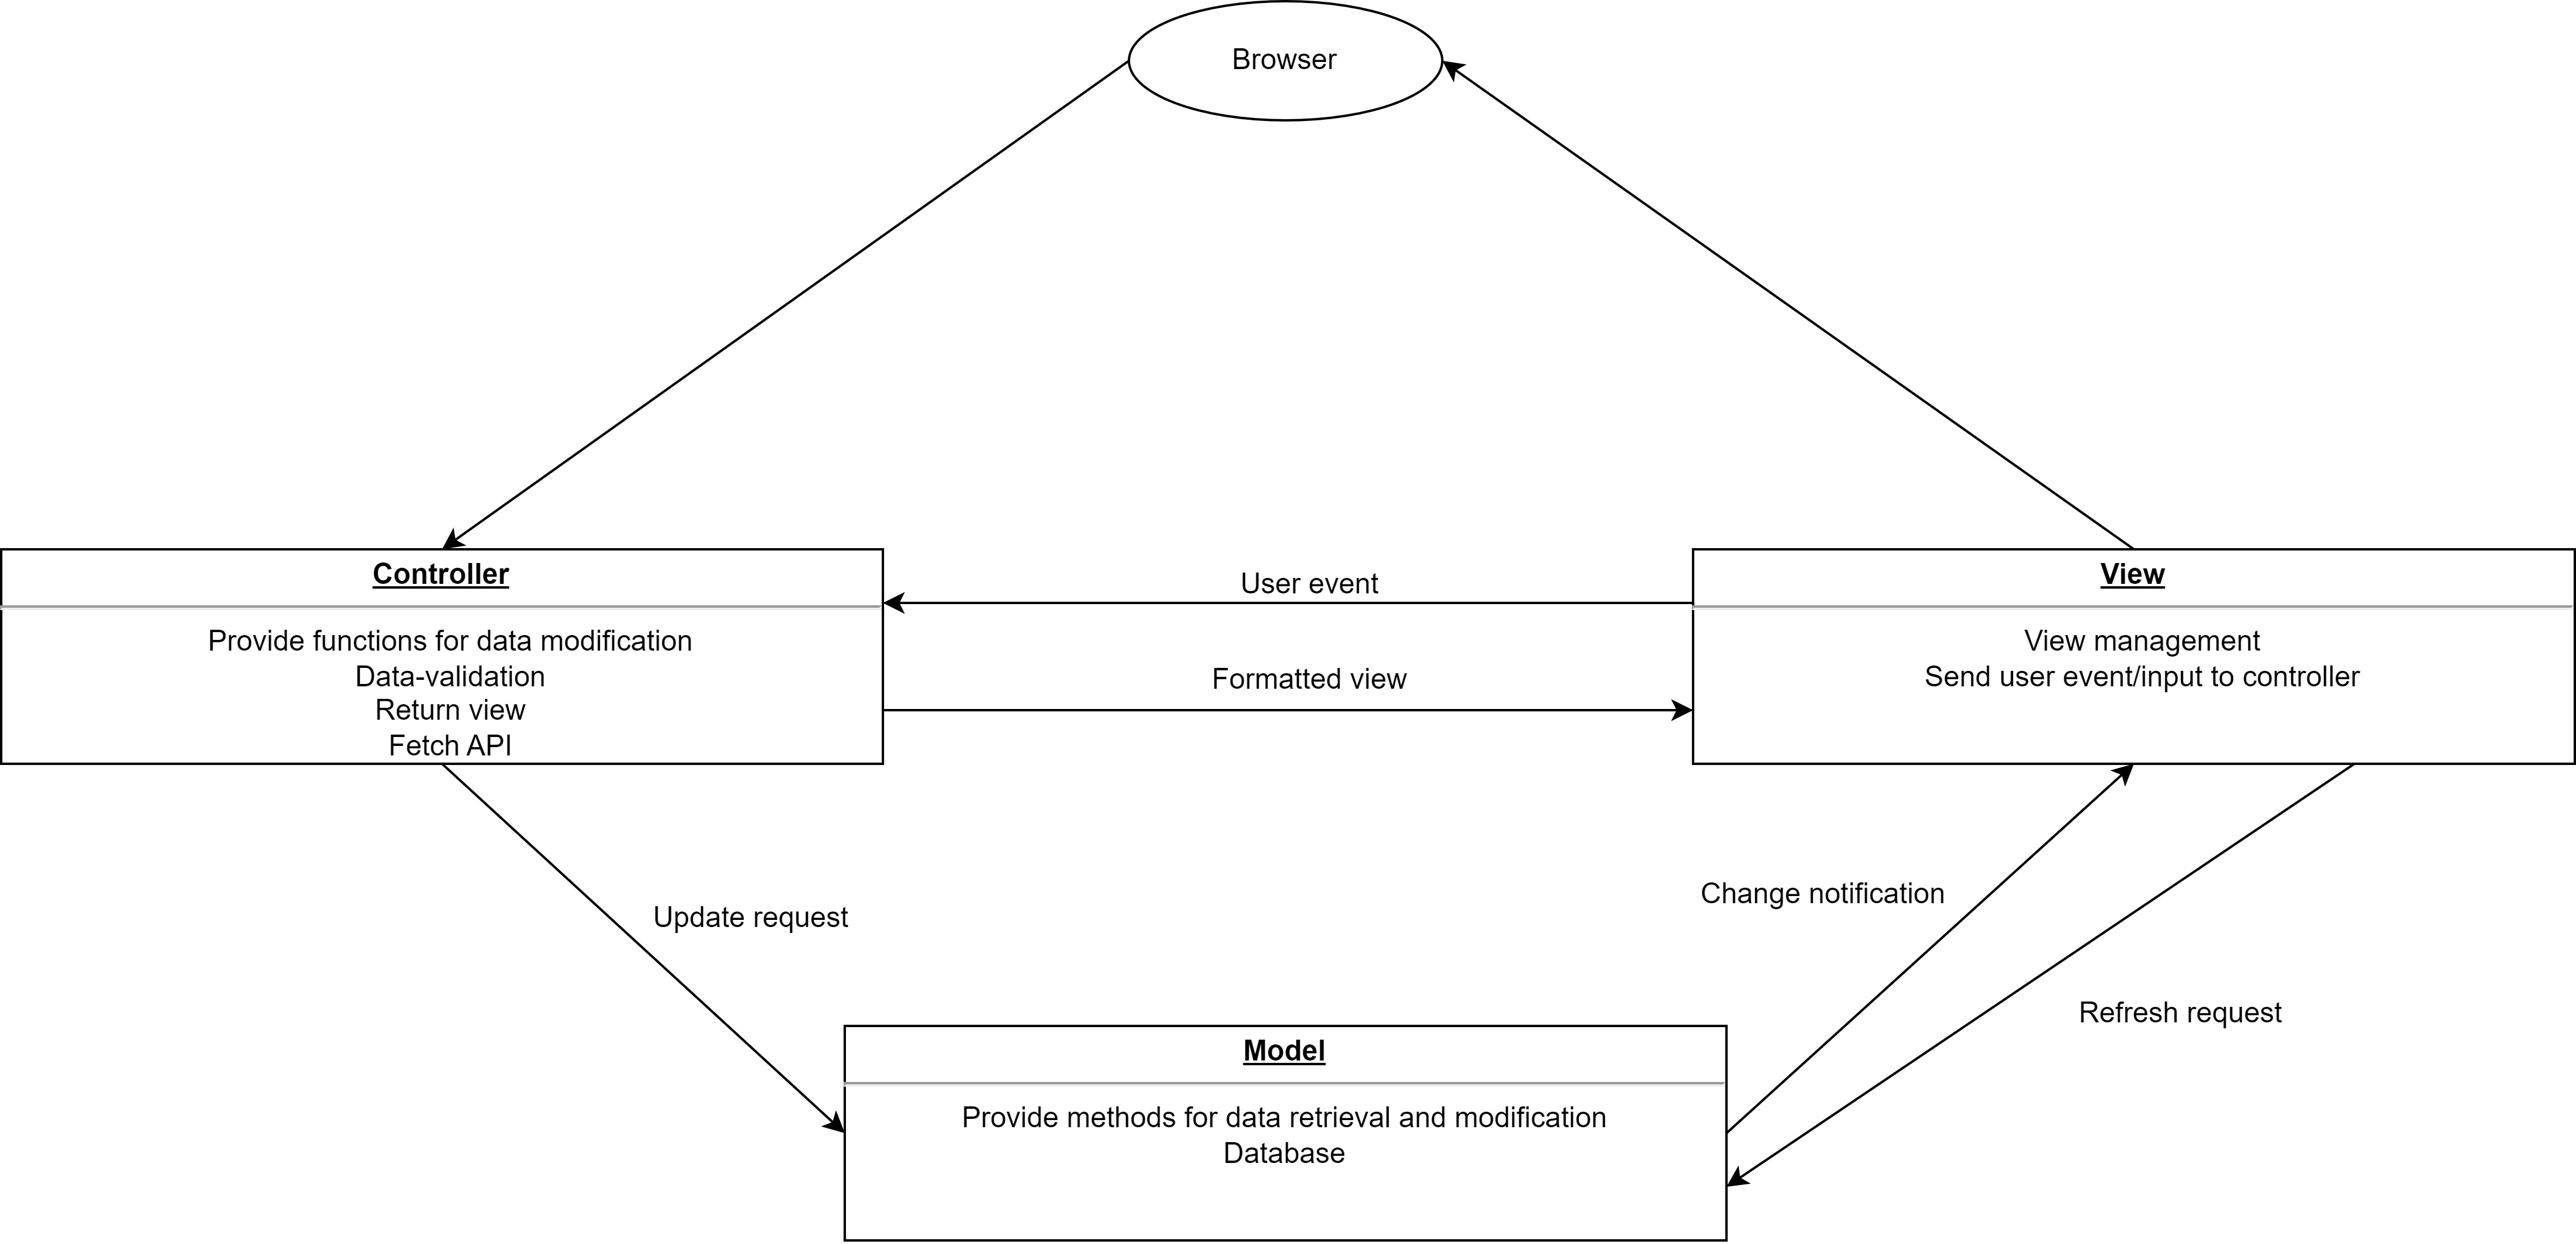 Browser
Controller
Provide functions for data modification
Data-validation
Return view
Fetch API
User event
Formatted view
View
View management
Send user event/input to controller
Update request
Change notification
Refresh request
Model
Provide methods for data retrieval and modification
Database